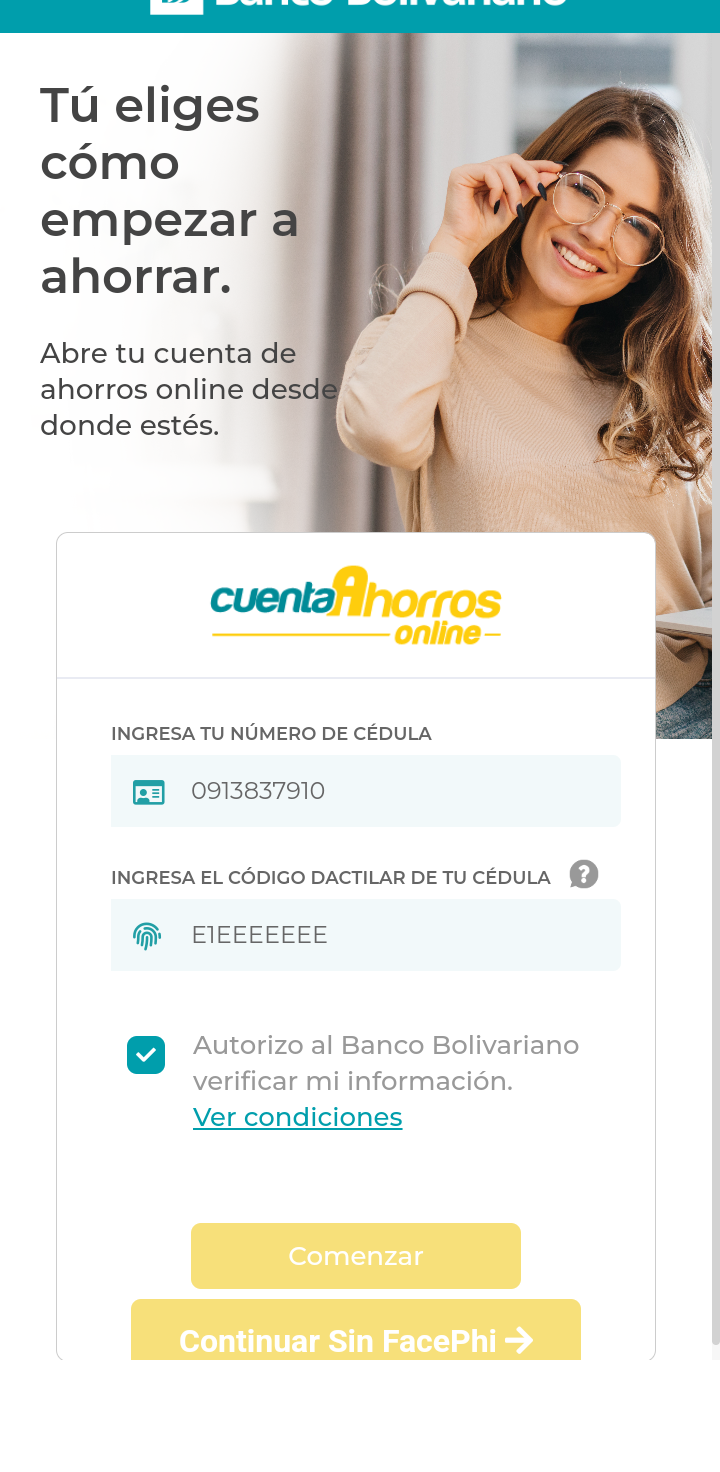 Banco Bolivariano
Tú eliges
cómo
empezar a
ahorrar.
Abre tu cuenta de
ahorros online desde
donde estés.
cuentaAhorros
online
INGRESA TU NÚMERO DE CÉDULA
0913837910
INGRESA EL CÓDIGO DACTILAR DE TU CÉDULA ?
E1EEEEEEE
Autorizo al Banco Bolivariano
verificar mi información.
Ver condiciones
Comenzar
Continuar Sin FacePhi →